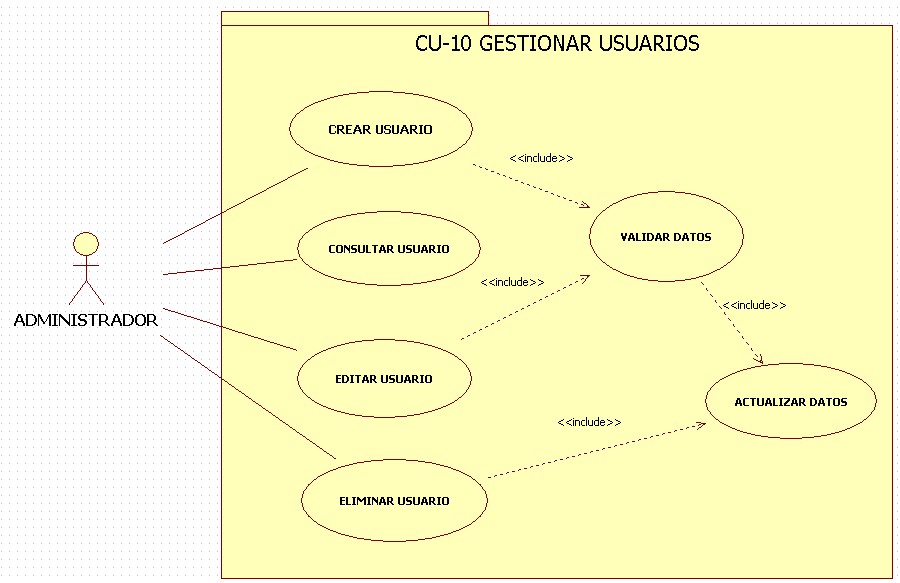 CU-10 GESTIONAR USUARIOS
CREAR USUARIO
<<include>>
VALIDAR DATOS
CONSULTAR USUARIO
<<include>>
<<include>>
ADMINISTRADOR
EDITAR USUARIO
ACTUALIZAR DATOS
<<include>>
ELIMINAR USUARIO